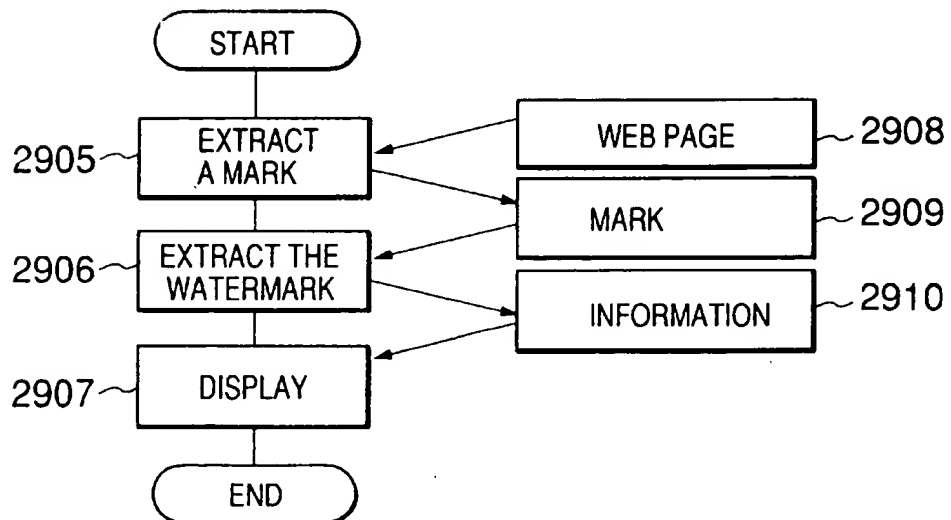 START
2905
EXTRACT
A MARK
WEB PAGE
2908
MARK
2909
2906
EXTRACT THE
WATERMARK
INFORMATION
2910
2907
DISPLAY
END